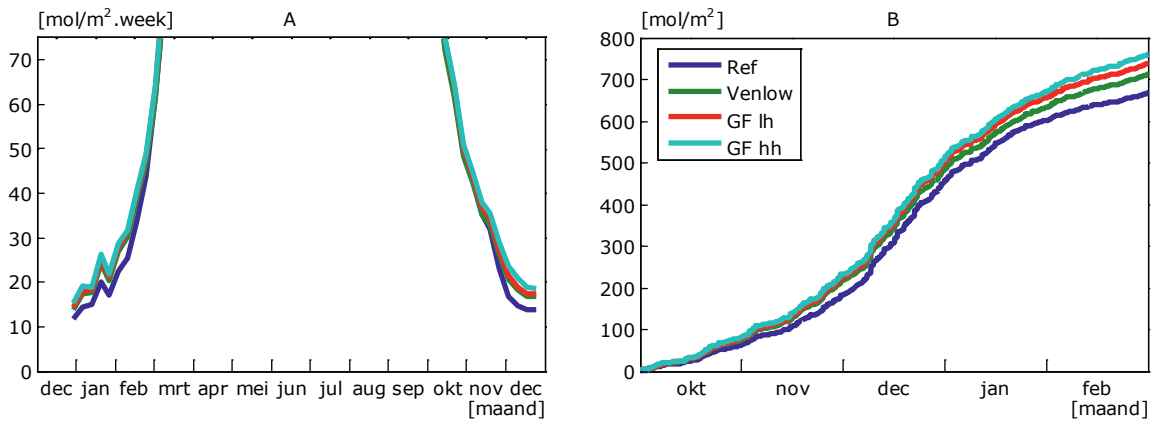 [mol/m².week]
A
70
60
50
40
30
20
10
0
dec jan feb mrt apr mei jun jul aug sep okt nov dec
[maand]
[mol/m²]
B
800
700
600
500
400
300
200
100
0
Ref
Venlow
GF lh
GF hh
okt nov dec jan feb
[maand]